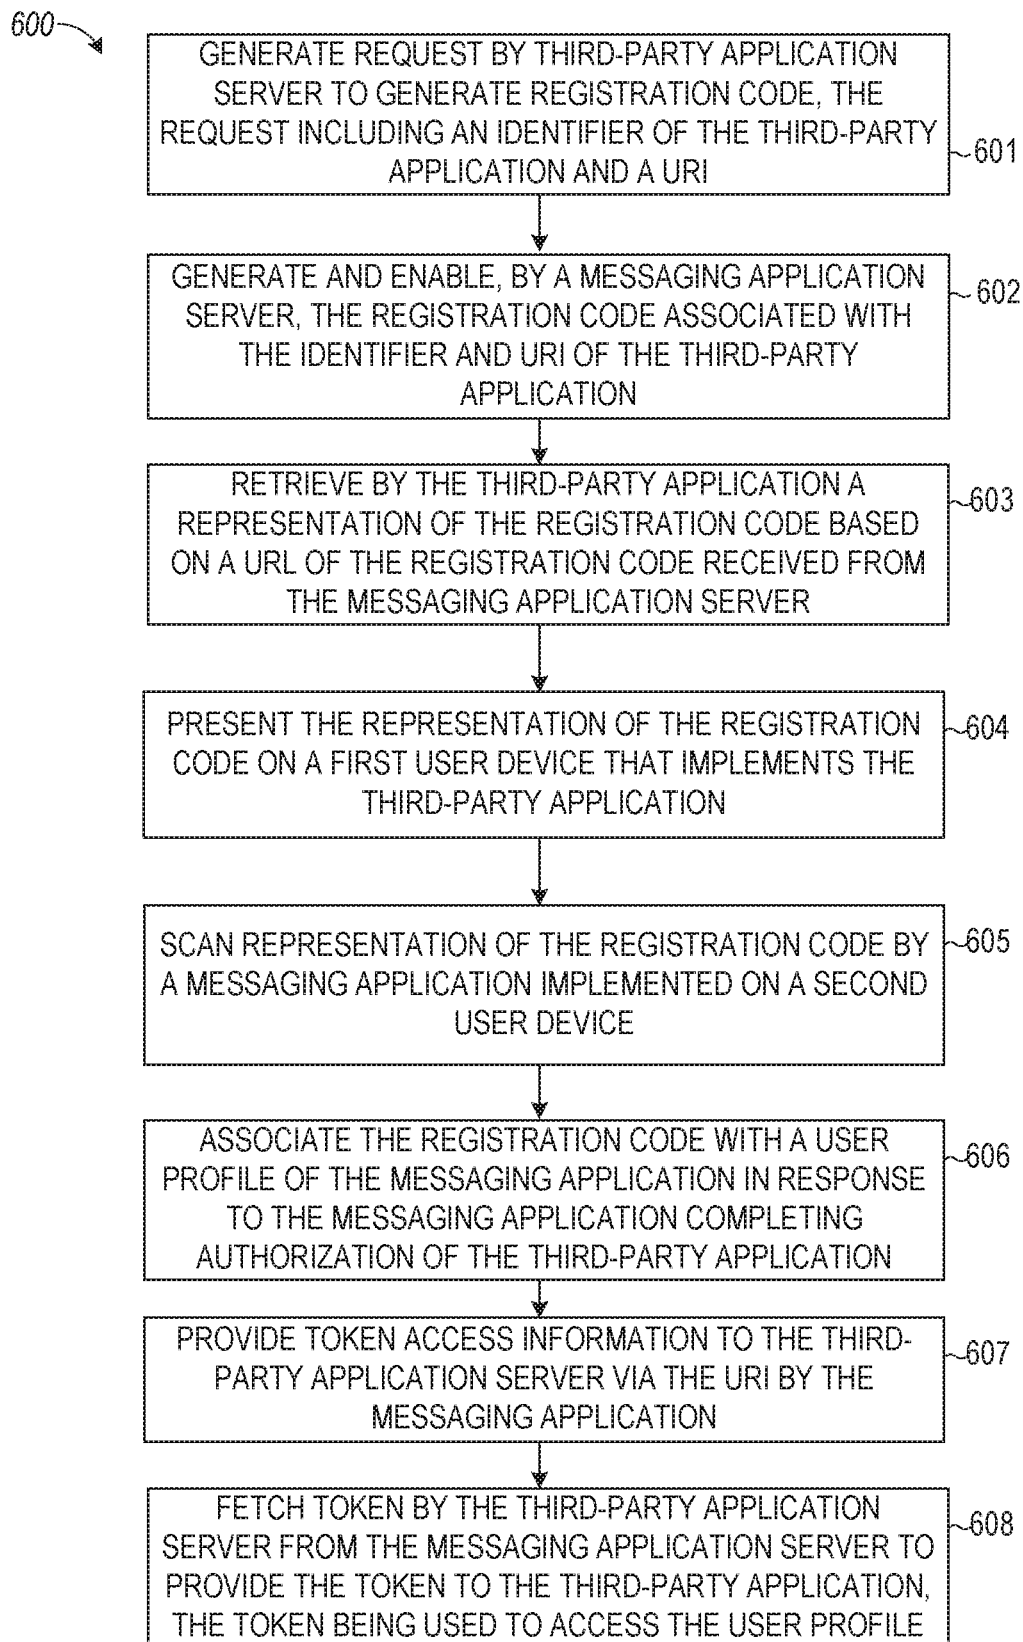 600
GENERATE REQUEST BY THIRD-PARTY APPLICATION
SERVER TO GENERATE REGISTRATION CODE, THE
REQUEST INCLUDING AN IDENTIFIER OF THE THIRD-PARTY
APPLICATION AND A URI
601
GENERATE AND ENABLE, BY A MESSAGING APPLICATION
SERVER, THE REGISTRATION CODE ASSOCIATED WITH
THE IDENTIFIER AND URI OF THE THIRD-PARTY
APPLICATION
602
RETRIEVE BY THE THIRD-PARTY APPLICATION A
REPRESENTATION OF THE REGISTRATION CODE BASED
ON A URL OF THE REGISTRATION CODE RECEIVED FROM
THE MESSAGING APPLICATION SERVER
603
PRESENT THE REPRESENTATION OF THE REGISTRATION
CODE ON A FIRST USER DEVICE THAT IMPLEMENTS THE
THIRD-PARTY APPLICATION
604
SCAN REPRESENTATION OF THE REGISTRATION CODE BY
A MESSAGING APPLICATION IMPLEMENTED ON A SECOND
USER DEVICE
605
ASSOCIATE THE REGISTRATION CODE WITH A USER
PROFILE OF THE MESSAGING APPLICATION IN RESPONSE
TO THE MESSAGING APPLICATION COMPLETING
AUTHORIZATION OF THE THIRD-PARTY APPLICATION
606
PROVIDE TOKEN ACCESS INFORMATION TO THE THIRD-
PARTY APPLICATION SERVER VIA THE URI BY THE
MESSAGING APPLICATION
607
FETCH TOKEN BY THE THIRD-PARTY APPLICATION
SERVER FROM THE MESSAGING APPLICATION SERVER TO
PROVIDE THE TOKEN TO THE THIRD-PARTY APPLICATION,
THE TOKEN BEING USED TO ACCESS THE USER PROFILE
608